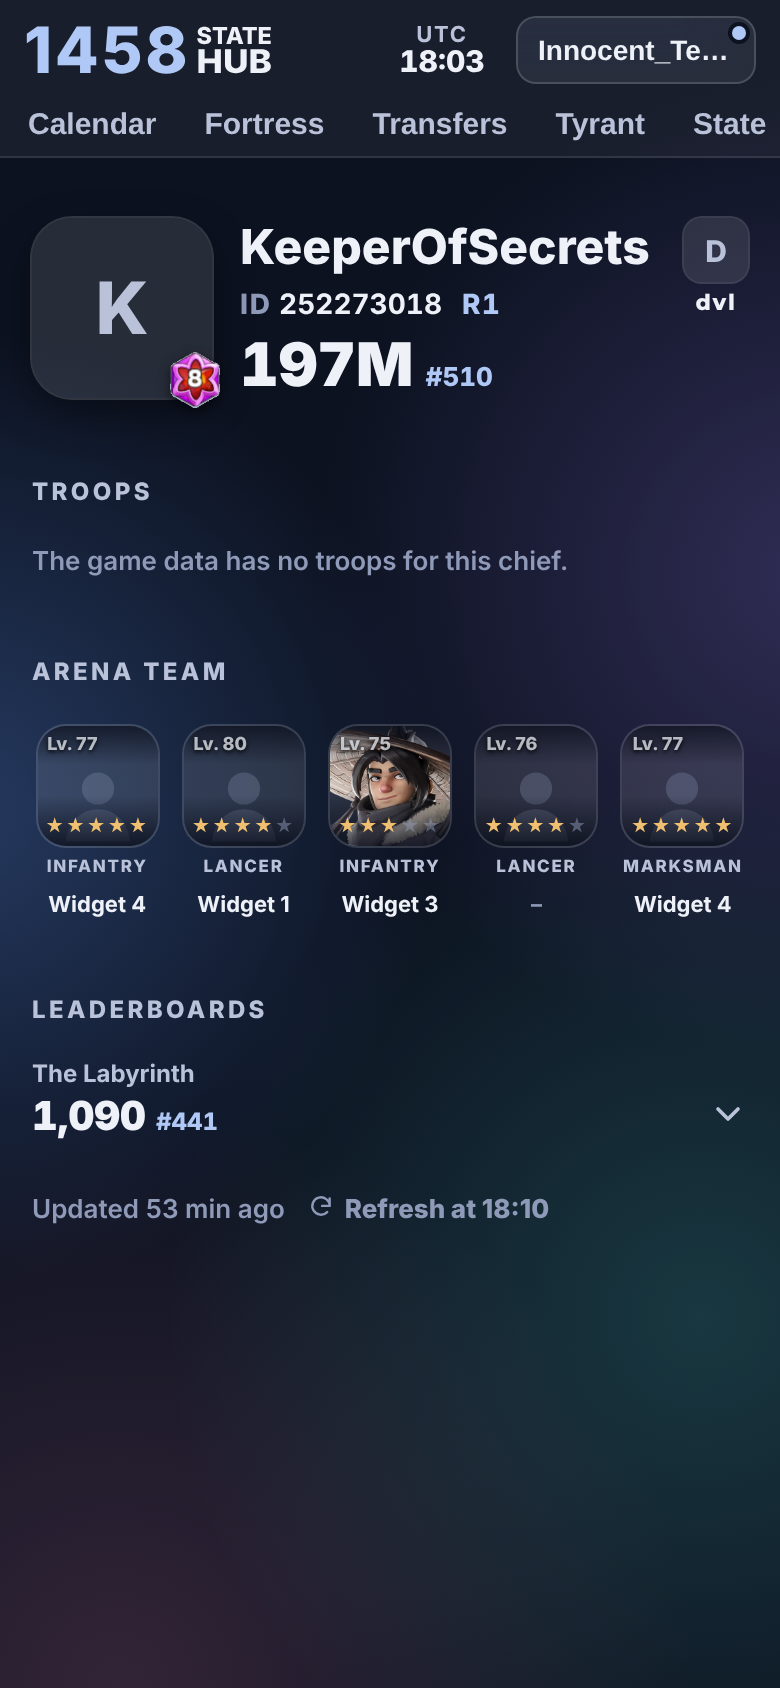 1458 STATE HUB
UTC
18:03
Innocent_Te...
Calendar Fortress Transfers Tyrant State
K
8
KeeperOfSecrets
ID 252273018 R1
197M #510
D
dvl
TROOPS
The game data has no troops for this chief.
ARENA TEAM
Lv. 77 Lv. 80 Lv. 75 Lv. 76 Lv. 77
INFANTRY LANCER INFANTRY LANCER MARKSMAN
Widget 4 Widget 1 Widget 3 – Widget 4
LEADERBOARDS
The Labyrinth
1,090 #441
Updated 53 min ago Refresh at 18:10